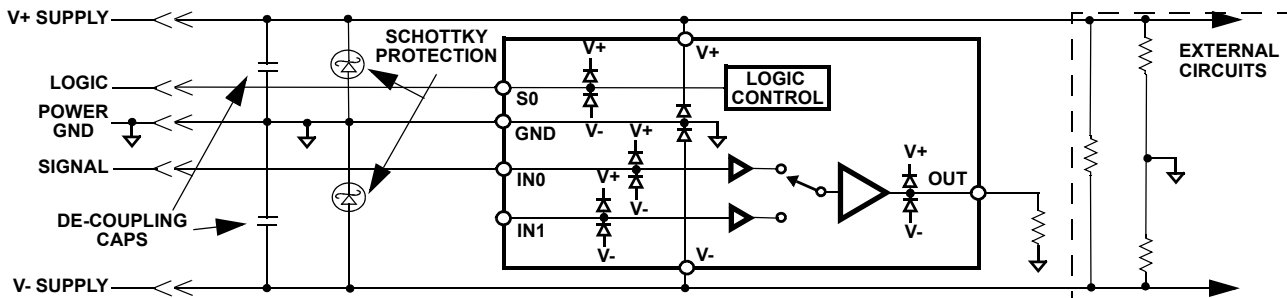 V+ SUPPLY
SCHOTTKY
PROTECTION
EXTERNAL
CIRCUITS
V+
V+
LOGIC
CONTROL
LOGIC
S0
POWER
GND
V-
V+
GND
SIGNAL
IN0
V+
V-
V+
OUT
DE-COUPLING
CAPS
IN1
V-
V-
V-
V- SUPPLY